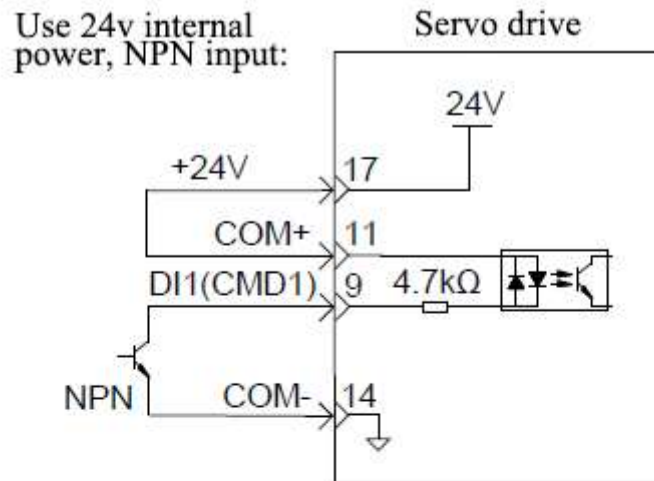 Use 24v internal
power, NPN input:
Servo drive
24V
+24V
17
COM+
11
DI1(CMD1)
9
4.7kΩ
NPN
COM-
14